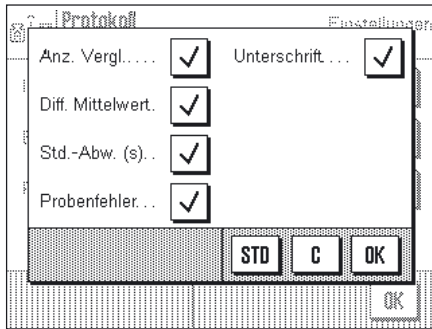 Protokoll Einstellungen
Anz. Vergl..... Unterschrift....
Diff. Mittelwert.
Std.-Abw. (s)..
Probenfehler...
STD C OK
OK